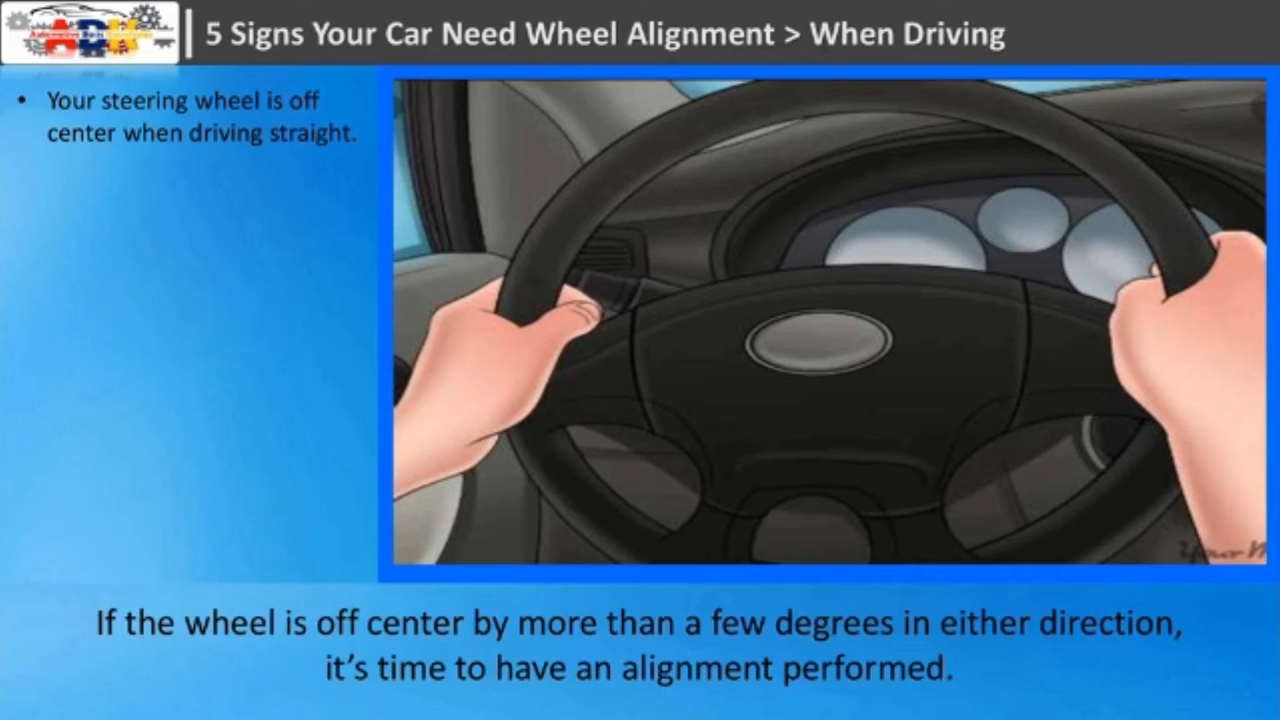 5 Signs Your Car Need Wheel Alignment > When Driving
• Your steering wheel is off
center when driving straight.
If the wheel is off center by more than a few degrees in either direction,
it's time to have an alignment performed.